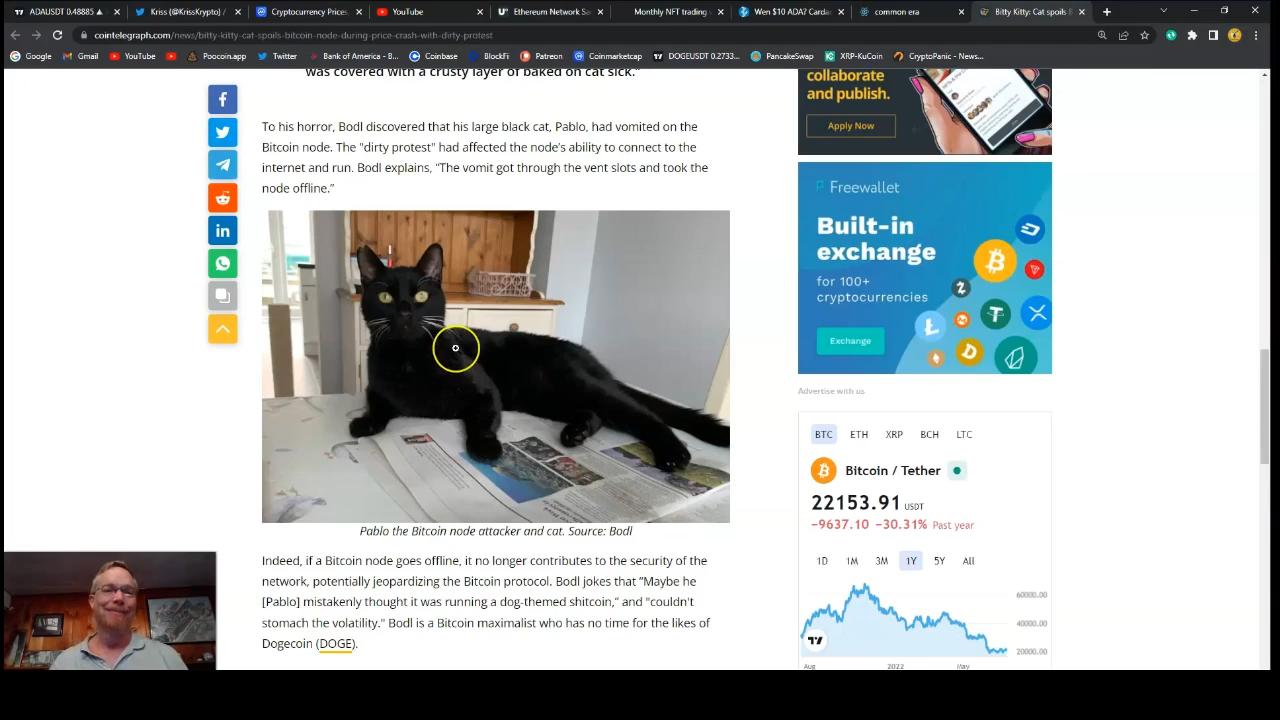 ADAUSDT 0.48885
Kriss (@KrissKrypto) /
Cryptocurrency Prices,
YouTube
Ethereum Network Se
Monthly NFT trading
Wen $10 ADA? Cardan
common era
Bitty Kitty: Cat spoils B
cointelegraph.com/news/bitty-kitty-cat-spoils-bitcoin-node-during-price-crash-with-dirty-protest
Google
Gmail
YouTube
Poocoin.app
Twitter
Bank of America - B...
Coinbase
BlockFi
Patreon
Coinmarketcap
DOGEUSDT 0.2733...
PancakeSwap
XRP-KuCoin
CryptoPanic — News...
was covered with a crusty layer of baked on cat sick."
To his horror, Bodl discovered that his large black cat, Pablo, had vomited on the
Bitcoin node. The "dirty protest" had affected the node's ability to connect to the
internet and run. Bodl explains, "The vomit got through the vent slots and took the
node offline."
Pablo the Bitcoin node attacker and cat. Source: Bodl
Indeed, if a Bitcoin node goes offline, it no longer contributes to the security of the
network, potentially jeopardizing the Bitcoin protocol. Bodl jokes that "Maybe he
[Pablo] mistakenly thought it was running a dog-themed shitcoin," and "couldn't
stomach the volatility." Bodl is a Bitcoin maximalist who has no time for the likes of
Dogecoin (DOGE).
collaborate
and publish.
Apply Now
Freewallet
Built-in
exchange
for 100+
cryptocurrencies
Exchange
Advertise with us
BTC ETH XRP BCH LTC
Bitcoin / Tether
22153.91 USDT
−9637.10 −30.31% Past year
1D 1M 3M 1Y 5Y All
60000.00
40000.00
20000.00
Aug 2022 May